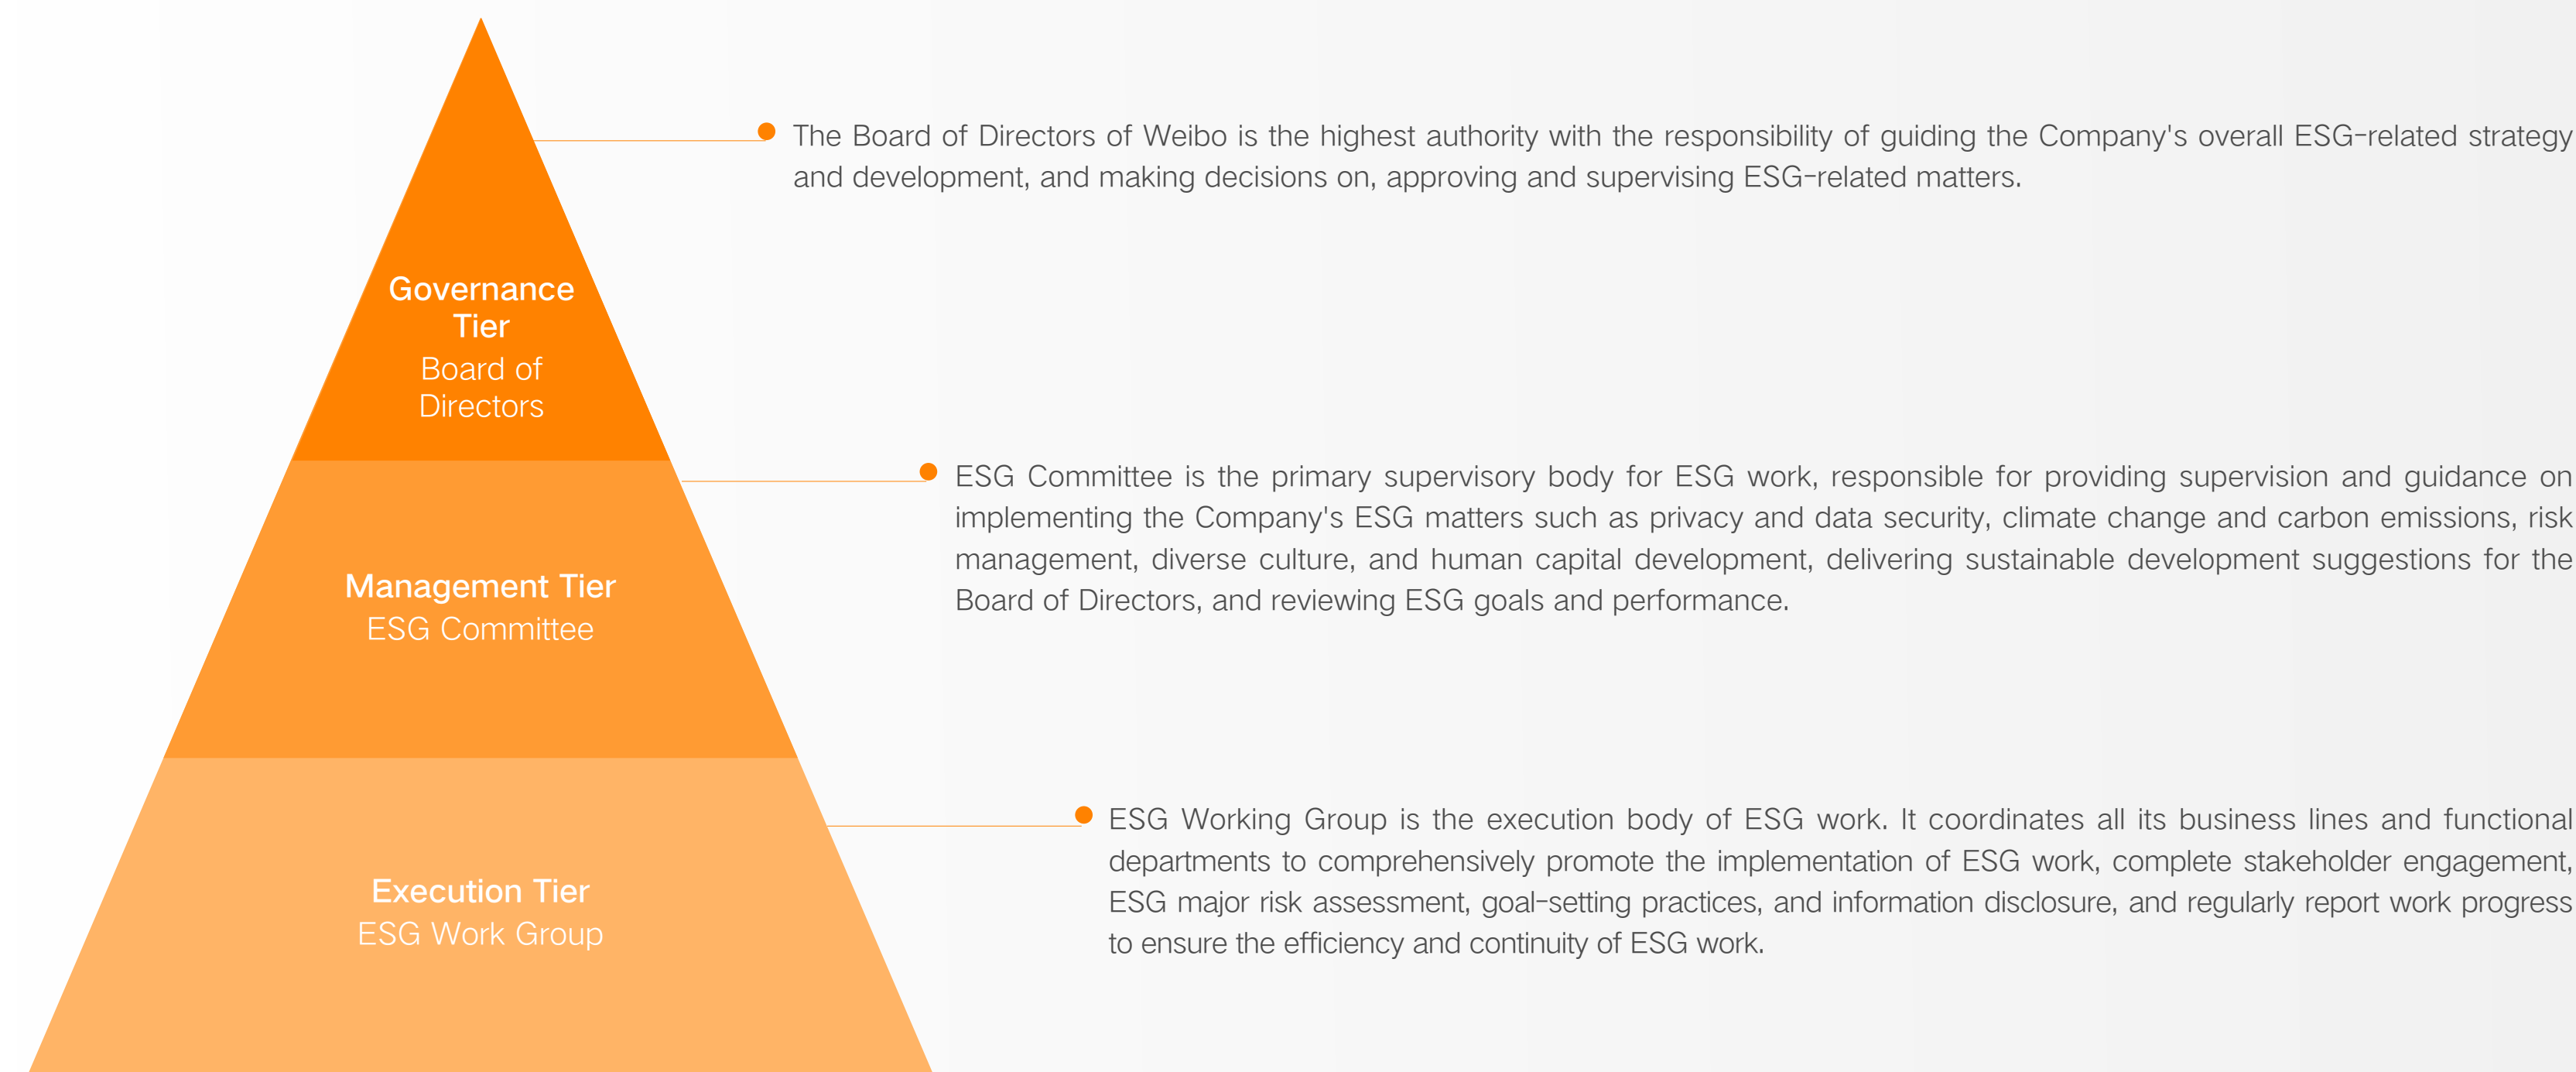 The Board of Directors of Weibo is the highest authority with the responsibility of guiding the Company's overall ESG-related strategy
and development, and making decisions on, approving and supervising ESG-related matters.
Governance
Tier
Board of
Directors
ESG Committee is the primary supervisory body for ESG work, responsible for providing supervision and guidance on
implementing the Company's ESG matters such as privacy and data security, climate change and carbon emissions, risk
management, diverse culture, and human capital development, delivering sustainable development suggestions for the
Board of Directors, and reviewing ESG goals and performance.
Management Tier
ESG Committee
ESG Working Group is the execution body of ESG work. It coordinates all its business lines and functional
departments to comprehensively promote the implementation of ESG work, complete stakeholder engagement,
ESG major risk assessment, goal-setting practices, and information disclosure, and regularly report work progress
to ensure the efficiency and continuity of ESG work.
Execution Tier
ESG Work Group